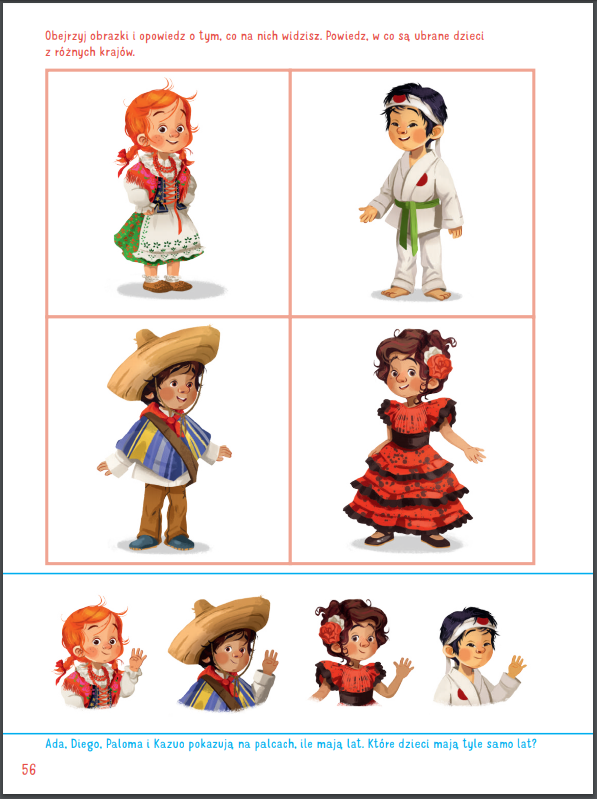 Obejrzyj obrazki i opowiedz o tym, co na nich widzisz. Powiedz, w co są ubrane dzieci
z różnych krajów.
Ada, Diego, Paloma i Kazuo pokazują na palcach, ile mają lat. Które dzieci mają tyle samo lat?
56